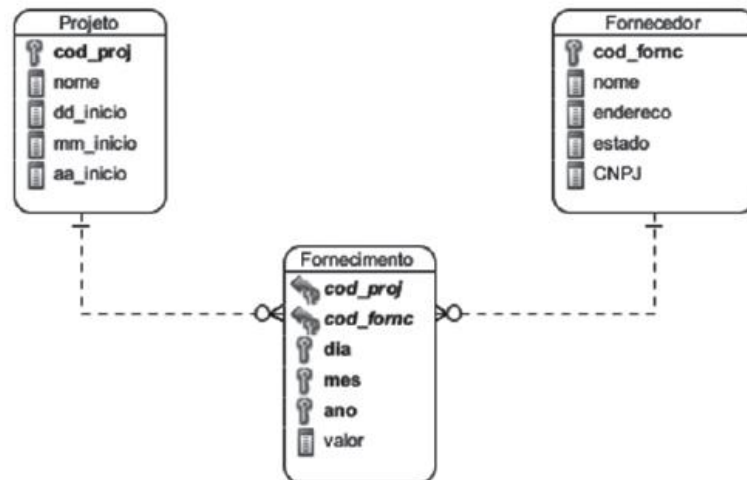 Projeto
cod_proj
nome
dd_inicio
mm_inicio
aa_inicio
Fornecedor
cod_fornc
nome
endereco
estado
CNPJ
Fornecimento
cod_proj
cod_fornc
dia
mes
ano
valor